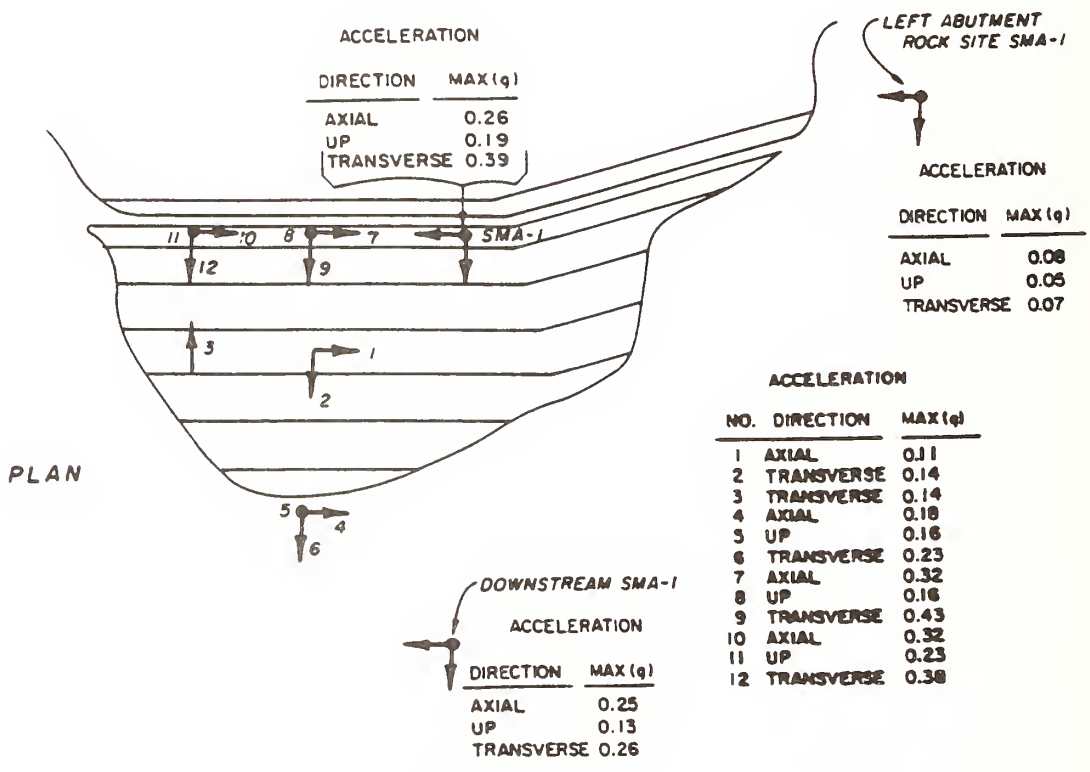 ACCELERATION
DIRECTION MAX(g)
AXIAL 0.26
UP 0.19
TRANSVERSE 0.39
LEFT ABUTMENT
ROCK SITE SMA-1
ACCELERATION
DIRECTION MAX(g)
AXIAL 0.08
UP 0.05
TRANSVERSE 0.07
11 10 8 7 SMA-1
12 9
3 1
2
PLAN
5 4
6
ACCELERATION
NO. DIRECTION MAX(g)
1 AXIAL 0.11
2 TRANSVERSE 0.14
3 TRANSVERSE 0.14
4 AXIAL 0.18
5 UP 0.16
6 TRANSVERSE 0.23
7 AXIAL 0.32
8 UP 0.16
9 TRANSVERSE 0.43
10 AXIAL 0.32
11 UP 0.23
12 TRANSVERSE 0.38
DOWNSTREAM SMA-1
ACCELERATION
DIRECTION MAX(g)
AXIAL 0.25
UP 0.13
TRANSVERSE 0.26